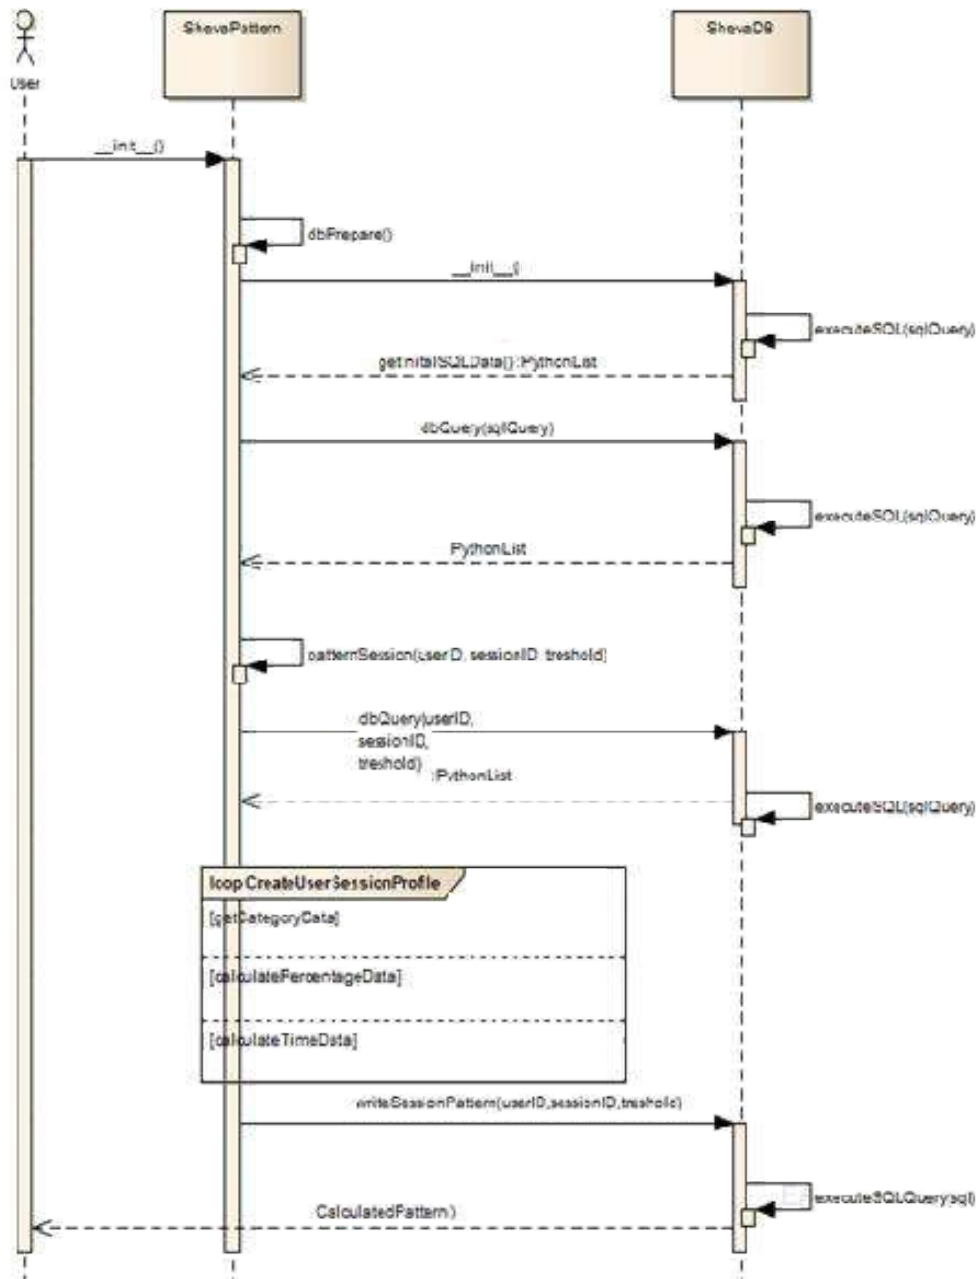 ShevaPattern
ShevaDB
User
__init__()
dbPrepare()
__init__()
executeSQL(sqlQuery)
getInitalSQLData():PythonList
dbQuery(sqlQuery)
executeSQL(sqlQuery)
PythonList
patternSession(userID, sessionID, treshold)
dbQuery(userID,
sessionID,
treshold)
:PythonList
executeSQL(sqlQuery)
loop CreateUserSessionProfile
[getCategoryData]
[calculatePercentageData]
[calculateTimeData]
writeSessionPattern(userID,sessionID,treshold)
executeSQLQuery(sql)
CalculatedPattern()